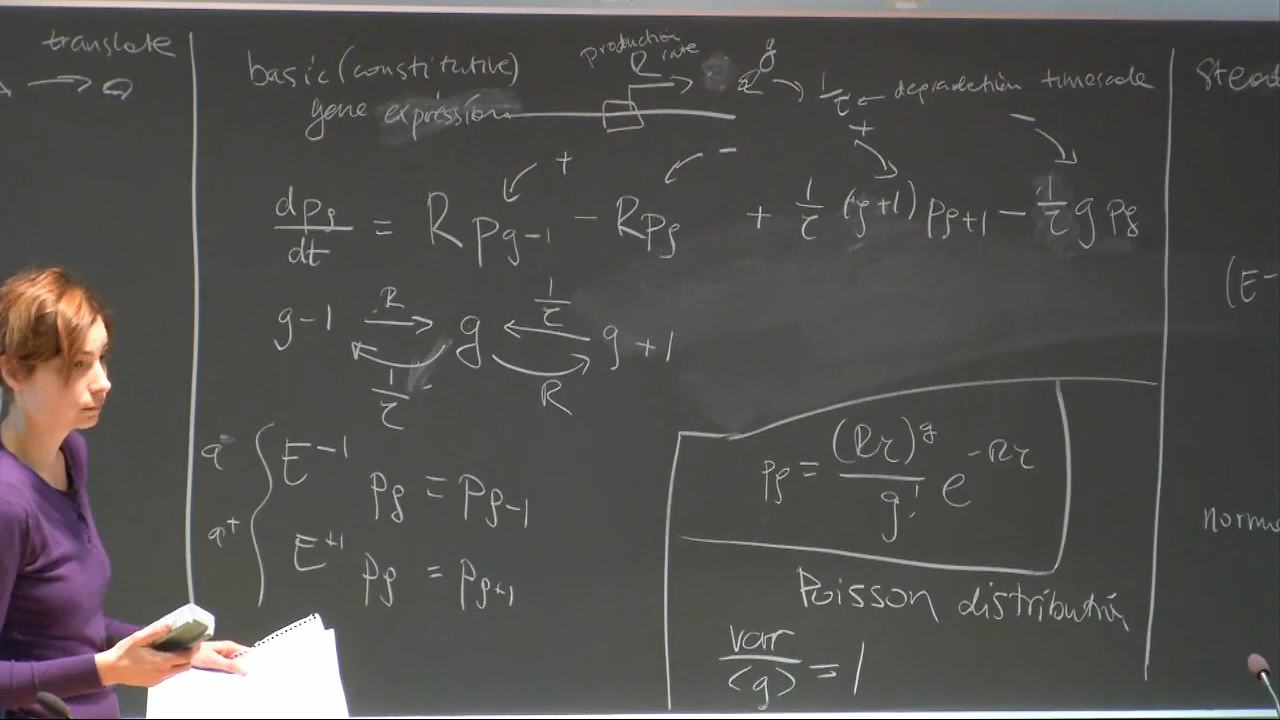 translate
→
basic (constitutive)
gene expression
production
rate
R
g
1/τ ← degradation timescale
+ − + −
dp_g/dt = R p_{g-1} − R p_g + 1/τ (g+1) p_{g+1} − 1/τ g p_g
g−1 R → g ← 1/τ g+1
1/τ R
a⁻ { E^{-1} p_g = p_{g-1}
a⁺ E^{+1} p_g = p_{g+1}
p_g = (Rτ)^g / g! e^{-Rτ}
Poisson distribution
var/⟨g⟩ = 1
Stead
(E-
norm